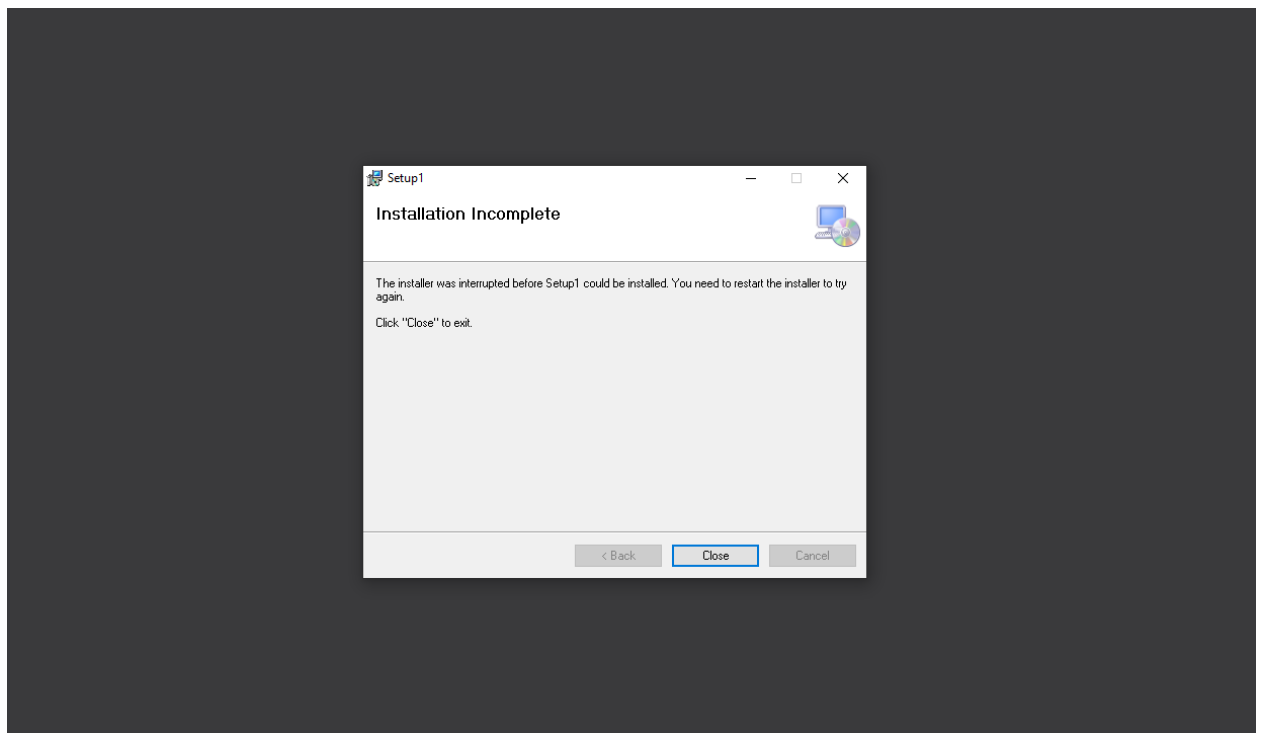 Setup1
Installation Incomplete
The installer was interrupted before Setup1 could be installed. You need to restart the installer to try
again.
Click "Close" to exit.
< Back
Close
Cancel